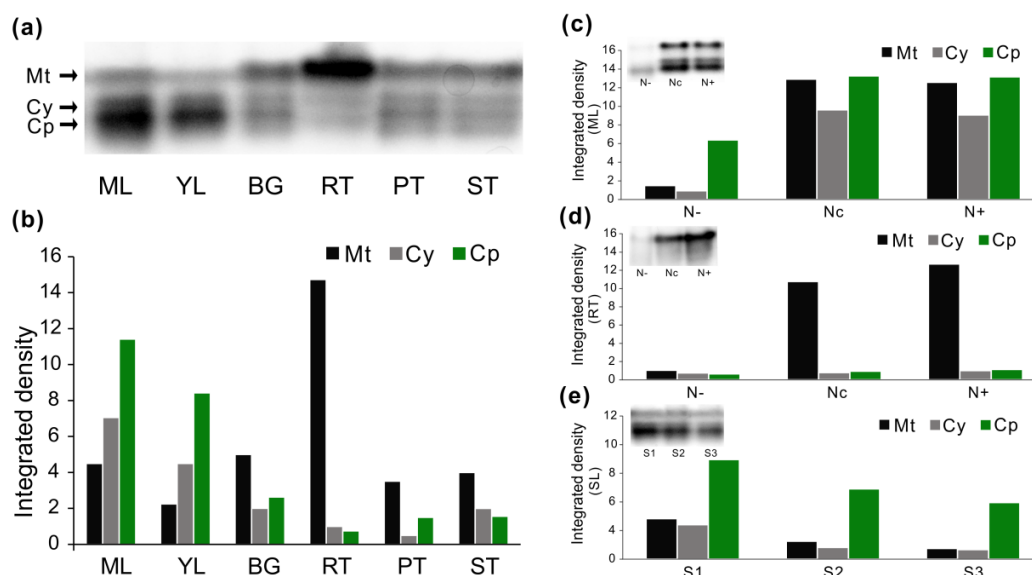 (a)
Mt
Cy
Cp
ML YL BG RT PT ST
(b)
Mt Cy Cp
Integrated density
16
14
12
10
8
6
4
2
0
ML YL BG RT PT ST
(c)
Mt Cy Cp
Integrated density
(ML)
16
14
12
10
8
6
4
2
0
N- Nc N+
N- Nc N+
(d)
Mt Cy Cp
Integrated density
(RT)
16
14
12
10
8
6
4
2
0
N- Nc N+
N- Nc N+
(e)
Mt Cy Cp
Integrated density
(SL)
16
12
8
4
0
S1 S2 S3
S1 S2 S3